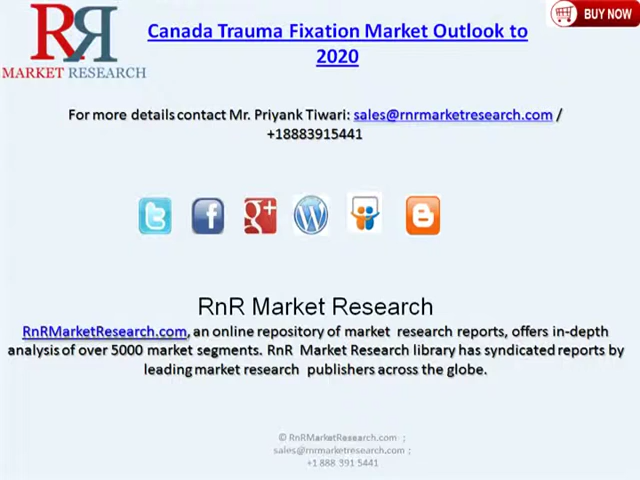 RR
MARKET RESEARCH
Canada Trauma Fixation Market Outlook to
2020
BUY NOW
For more details contact Mr. Priyank Tiwari: sales@rnrmarketresearch.com /
+18883915441
RnR Market Research
RnRMarketResearch.com, an online repository of market research reports, offers in-depth
analysis of over 5000 market segments. RnR Market Research library has syndicated reports by
leading market research publishers across the globe.
© RnRMarketResearch.com ;
sales@rnrmarketresearch.com ;
+1 888 391 5441